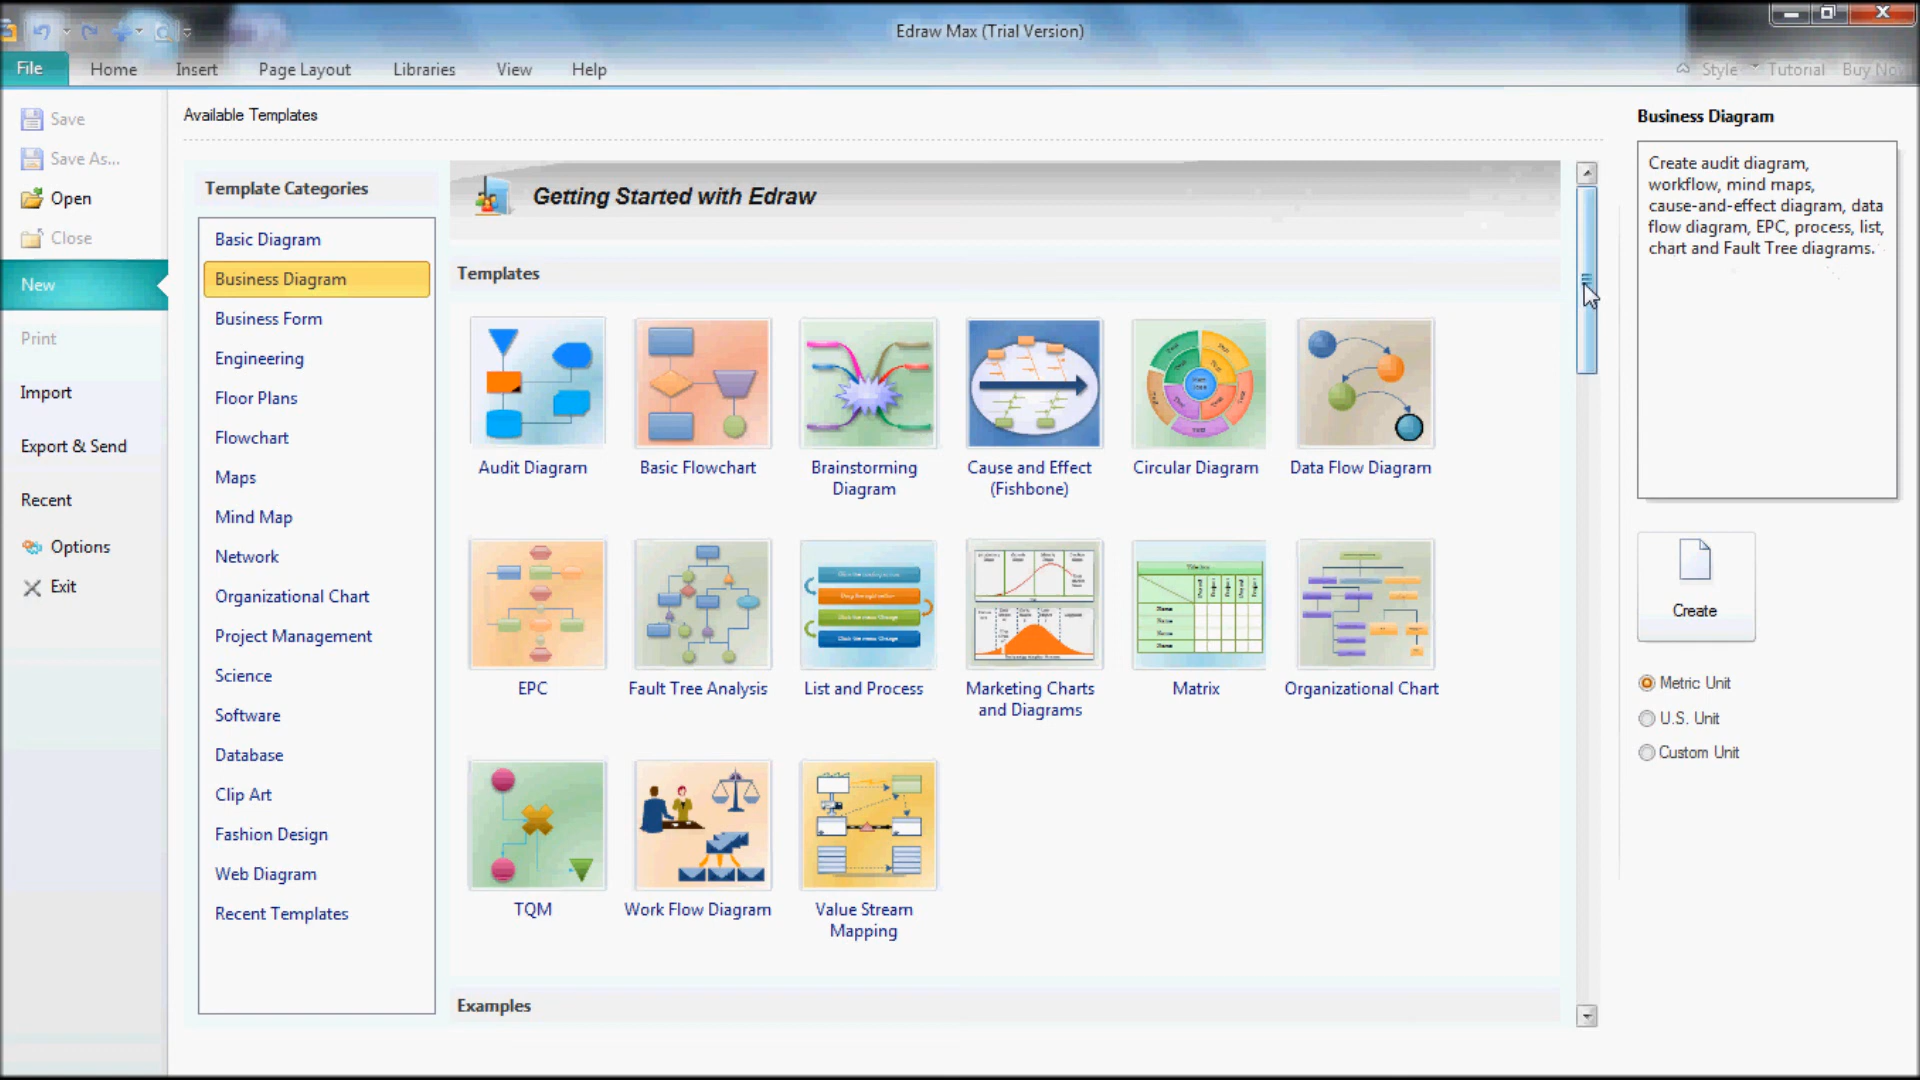 Edraw Max (Trial Version)
File
Home
Insert
Page Layout
Libraries
View
Help
Style
Tutorial
Buy
Save
Save As...
Open
Close
New
Print
Import
Export & Send
Recent
Options
Exit
Available Templates
Template Categories
Basic Diagram
Business Diagram
Business Form
Engineering
Floor Plans
Flowchart
Maps
Mind Map
Network
Organizational Chart
Project Management
Science
Software
Database
Clip Art
Fashion Design
Web Diagram
Recent Templates
Getting Started with Edraw
Templates
Audit Diagram
Basic Flowchart
Brainstorming
Diagram
Cause and Effect
(Fishbone)
Circular Diagram
Data Flow Diagram
EPC
Fault Tree Analysis
List and Process
Marketing Charts
and Diagrams
Matrix
Organizational Chart
TQM
Work Flow Diagram
Value Stream
Mapping
Examples
Business Diagram
Create audit diagram,
workflow, mind maps,
cause-and-effect diagram, data
flow diagram, EPC, process, list,
chart and Fault Tree diagrams.
Create
Metric Unit
U.S. Unit
Custom Unit